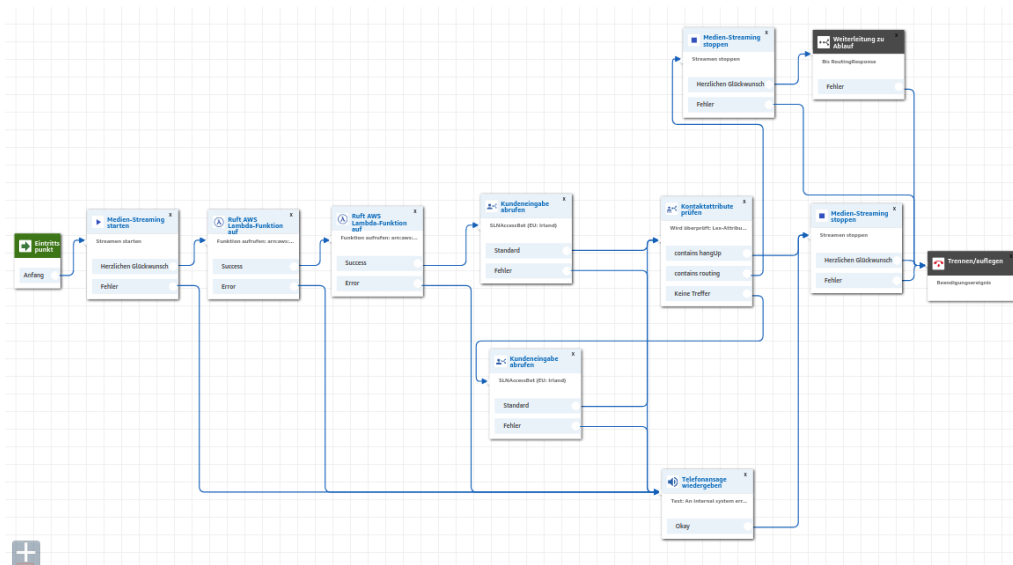 Eintritts
punkt
Anfang
Medien-Streaming
starten
x
Streamen starten
Herzlichen Glückwunsch
Fehler
Ruft AWS
Lambda-Funktion
auf
x
Funktion aufrufen: arn:aws:...
Success
Error
Ruft AWS
Lambda-Funktion
auf
x
Funktion aufrufen: arn:aws:...
Success
Error
Kundeneingabe
abrufen
x
SLNAccessBot (EU: Irland)
Standard
Fehler
Kundeneingabe
abrufen
x
SLNAccessBot (EU: Irland)
Standard
Fehler
Kontaktattribute
prüfen
x
Wird überprüft: Lex-Attribu...
contains hangUp
contains routing
Keine Treffer
Telefonansage
wiedergeben
x
Text: An internal system err...
Okay
Medien-Streaming
stoppen
x
Streamen stoppen
Herzlichen Glückwunsch
Fehler
Weiterleitung zu
Ablauf
x
Bis RoutingResponse
Fehler
Medien-Streaming
stoppen
x
Streamen stoppen
Herzlichen Glückwunsch
Fehler
Trennen/auflegen
Beendigungsereignis